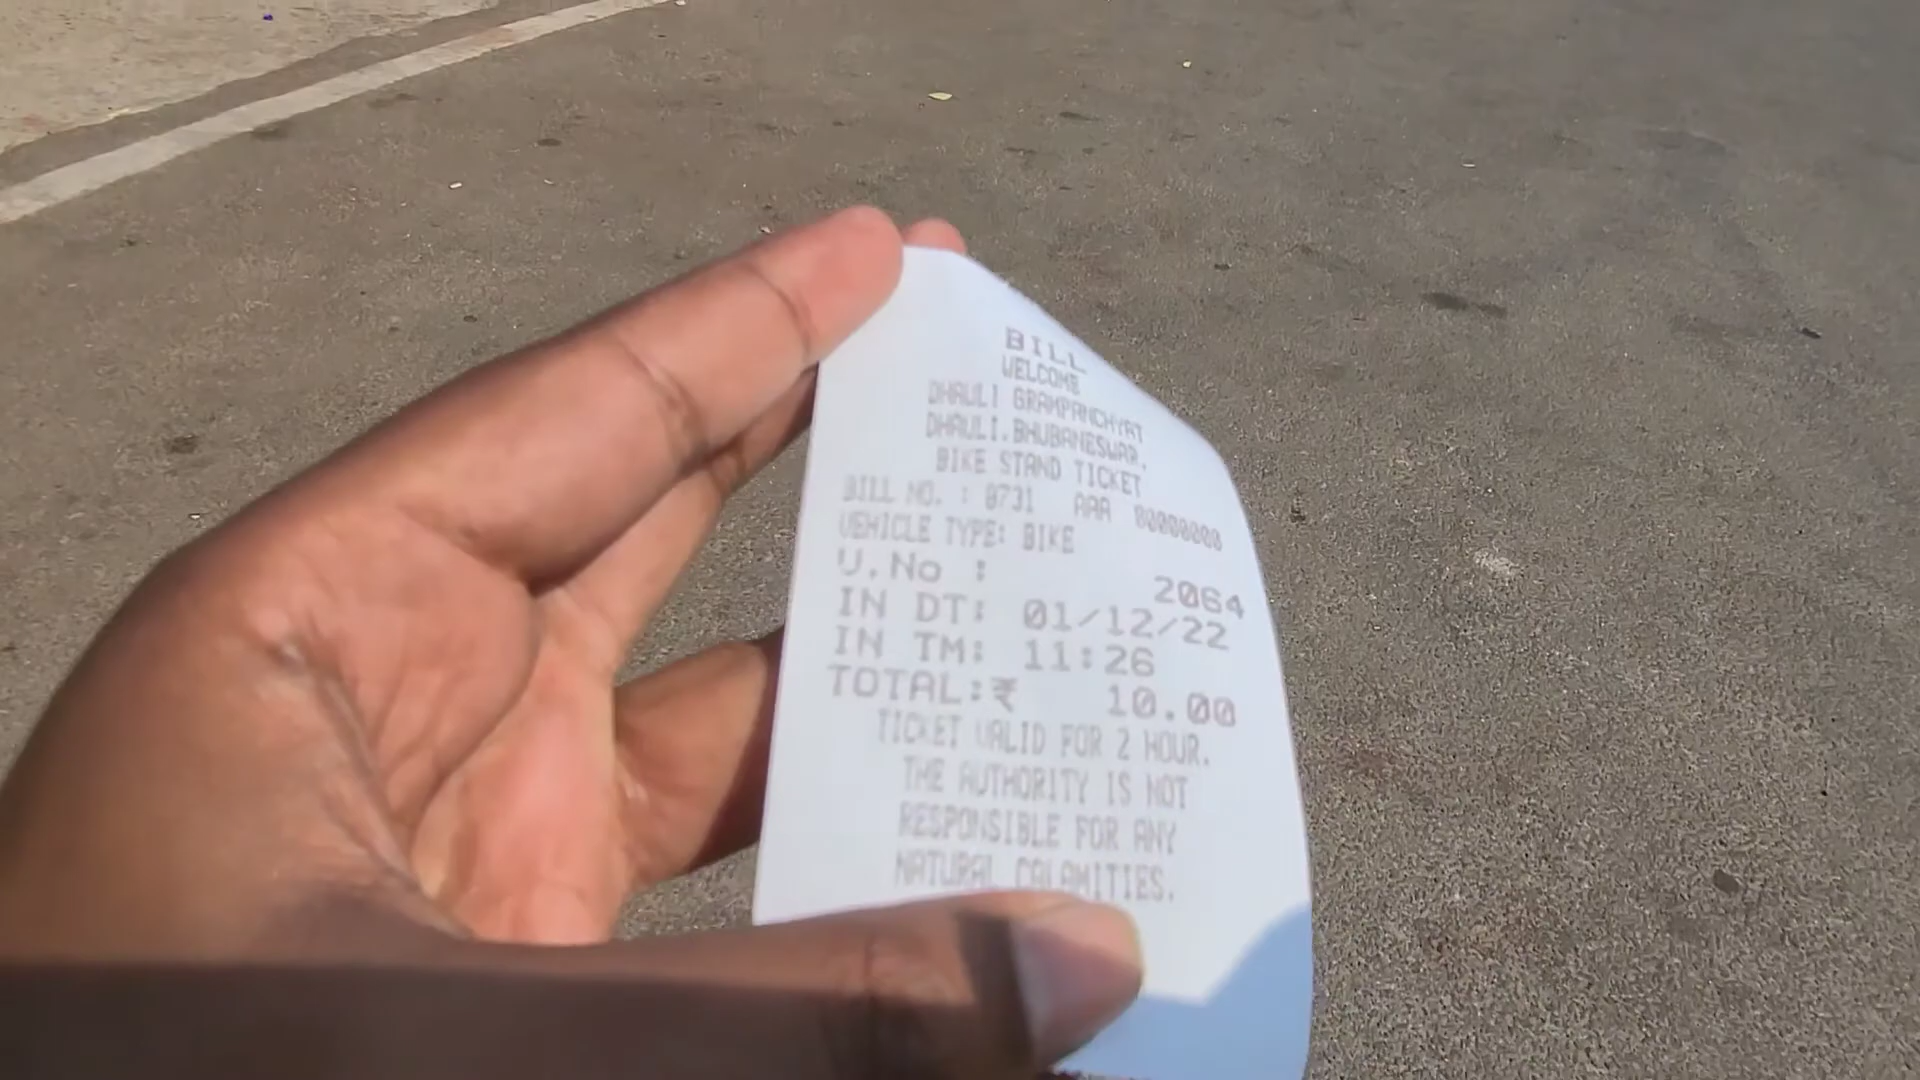 BILL
WELCOME
DHAULI GRAMPANCHYAT
DHAULI.BHUBANESWAR.
BIKE STAND TICKET
BILL NO. : 0731 AAA 00000000
VEHICLE TYPE: BIKE
V.No : 2064
IN DT: 01/12/22
IN TM: 11:26
TOTAL:₹ 10.00
TICKET VALID FOR 2 HOUR.
THE AUTHORITY IS NOT
RESPONSIBLE FOR ANY
NATURAL CALAMITIES.